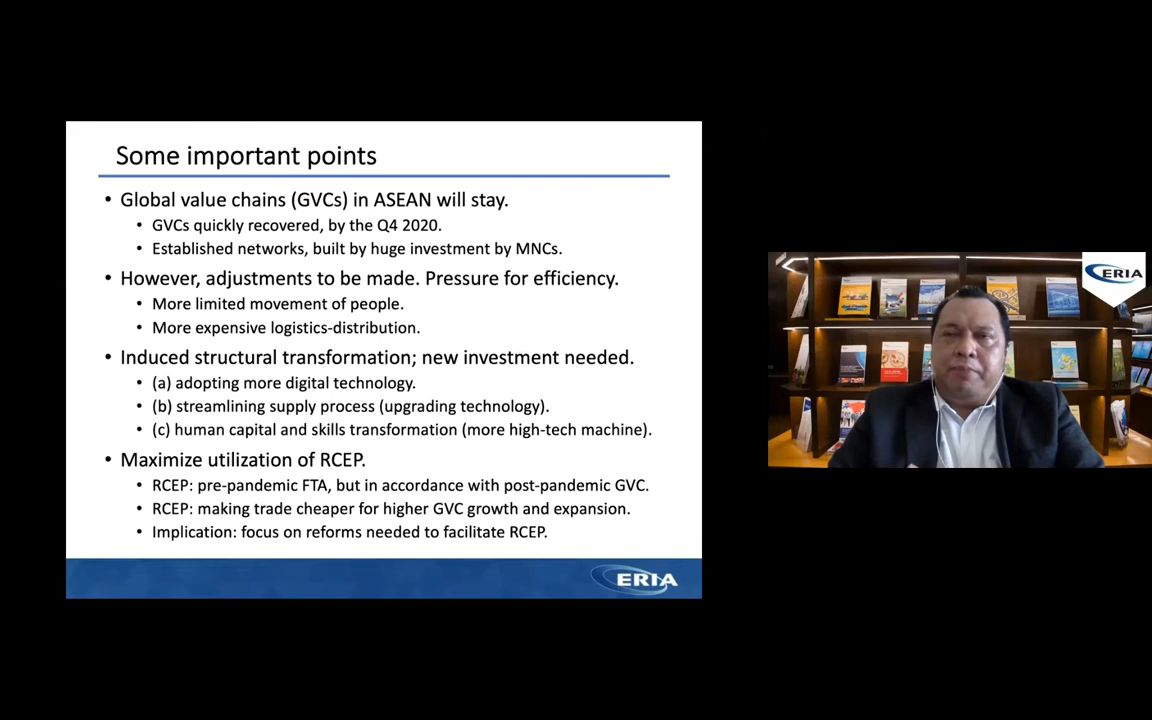 Some important points
• Global value chains (GVCs) in ASEAN will stay.
• GVCs quickly recovered, by the Q4 2020.
• Established networks, built by huge investment by MNCs.
• However, adjustments to be made. Pressure for efficiency.
• More limited movement of people.
• More expensive logistics-distribution.
• Induced structural transformation; new investment needed.
• (a) adopting more digital technology.
• (b) streamlining supply process (upgrading technology).
• (c) human capital and skills transformation (more high-tech machine).
• Maximize utilization of RCEP.
• RCEP: pre-pandemic FTA, but in accordance with post-pandemic GVC.
• RCEP: making trade cheaper for higher GVC growth and expansion.
• Implication: focus on reforms needed to facilitate RCEP.
ERIA
ERIA